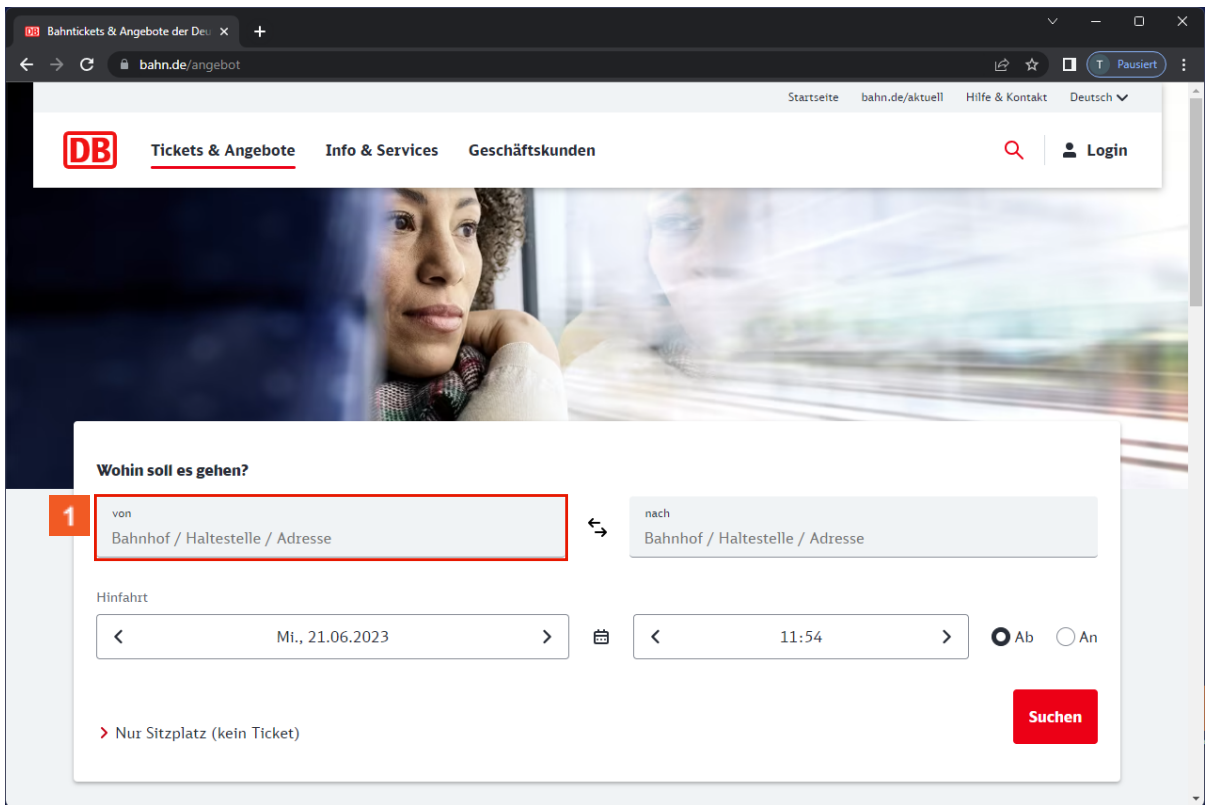 DB Bahntickets & Angebote der Deu
bahn.de/angebot
T Pausiert
Startseite bahn.de/aktuell Hilfe & Kontakt Deutsch
DB Tickets & Angebote Info & Services Geschäftskunden Login
Wohin soll es gehen?
1
von
Bahnhof / Haltestelle / Adresse
nach
Bahnhof / Haltestelle / Adresse
Hinfahrt
Mi., 21.06.2023 11:54 Ab An
Suchen
Nur Sitzplatz (kein Ticket)